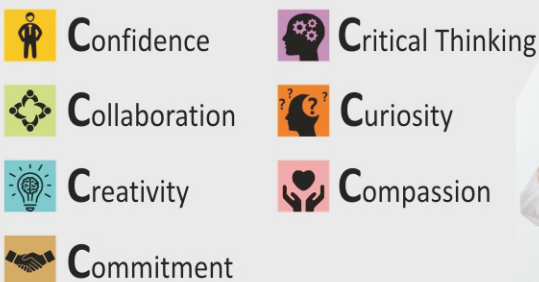 Confidence
Collaboration
Creativity
Commitment
Critical Thinking
Curiosity
Compassion